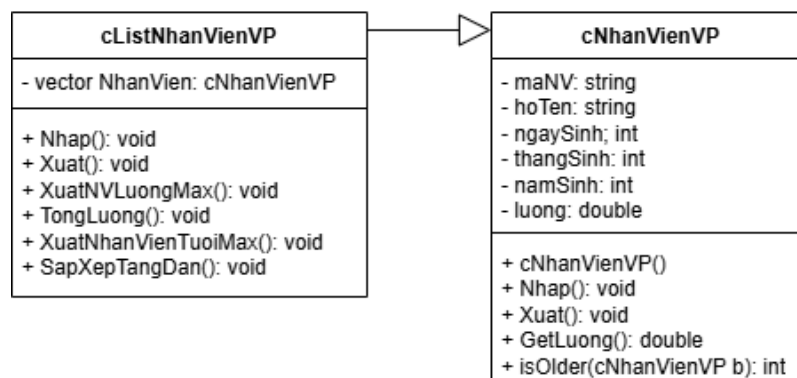 cListNhanVienVP
- vector NhanVien: cNhanVienVP
+ Nhap(): void
+ Xuat(): void
+ XuatNVLuongMax(): void
+ TongLuong(): void
+ XuatNhanVienTuoiMax(): void
+ SapXepTangDan(): void
cNhanVienVP
- maNV: string
- hoTen: string
- ngaySinh; int
- thangSinh: int
- namSinh: int
- luong: double
+ cNhanVienVP()
+ Nhap(): void
+ Xuat(): void
+ GetLuong(): double
+ isOlder(cNhanVienVP b): int